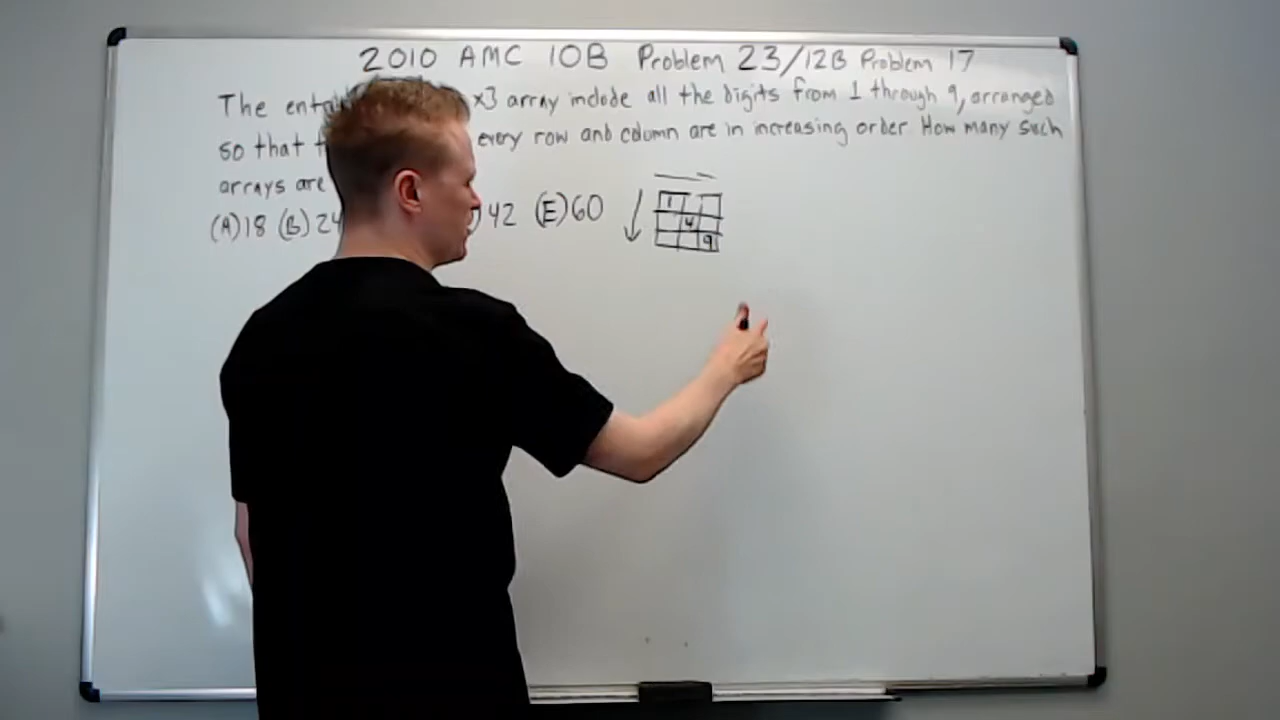 2010 AMC 10B Problem 23/12B Problem 17
The x3 array include all the digits from 1 through 9, arranged
so that every row and column are in increasing order. How many such
arrays are
(A)18 (B)24 42 (E)60
1
4
9